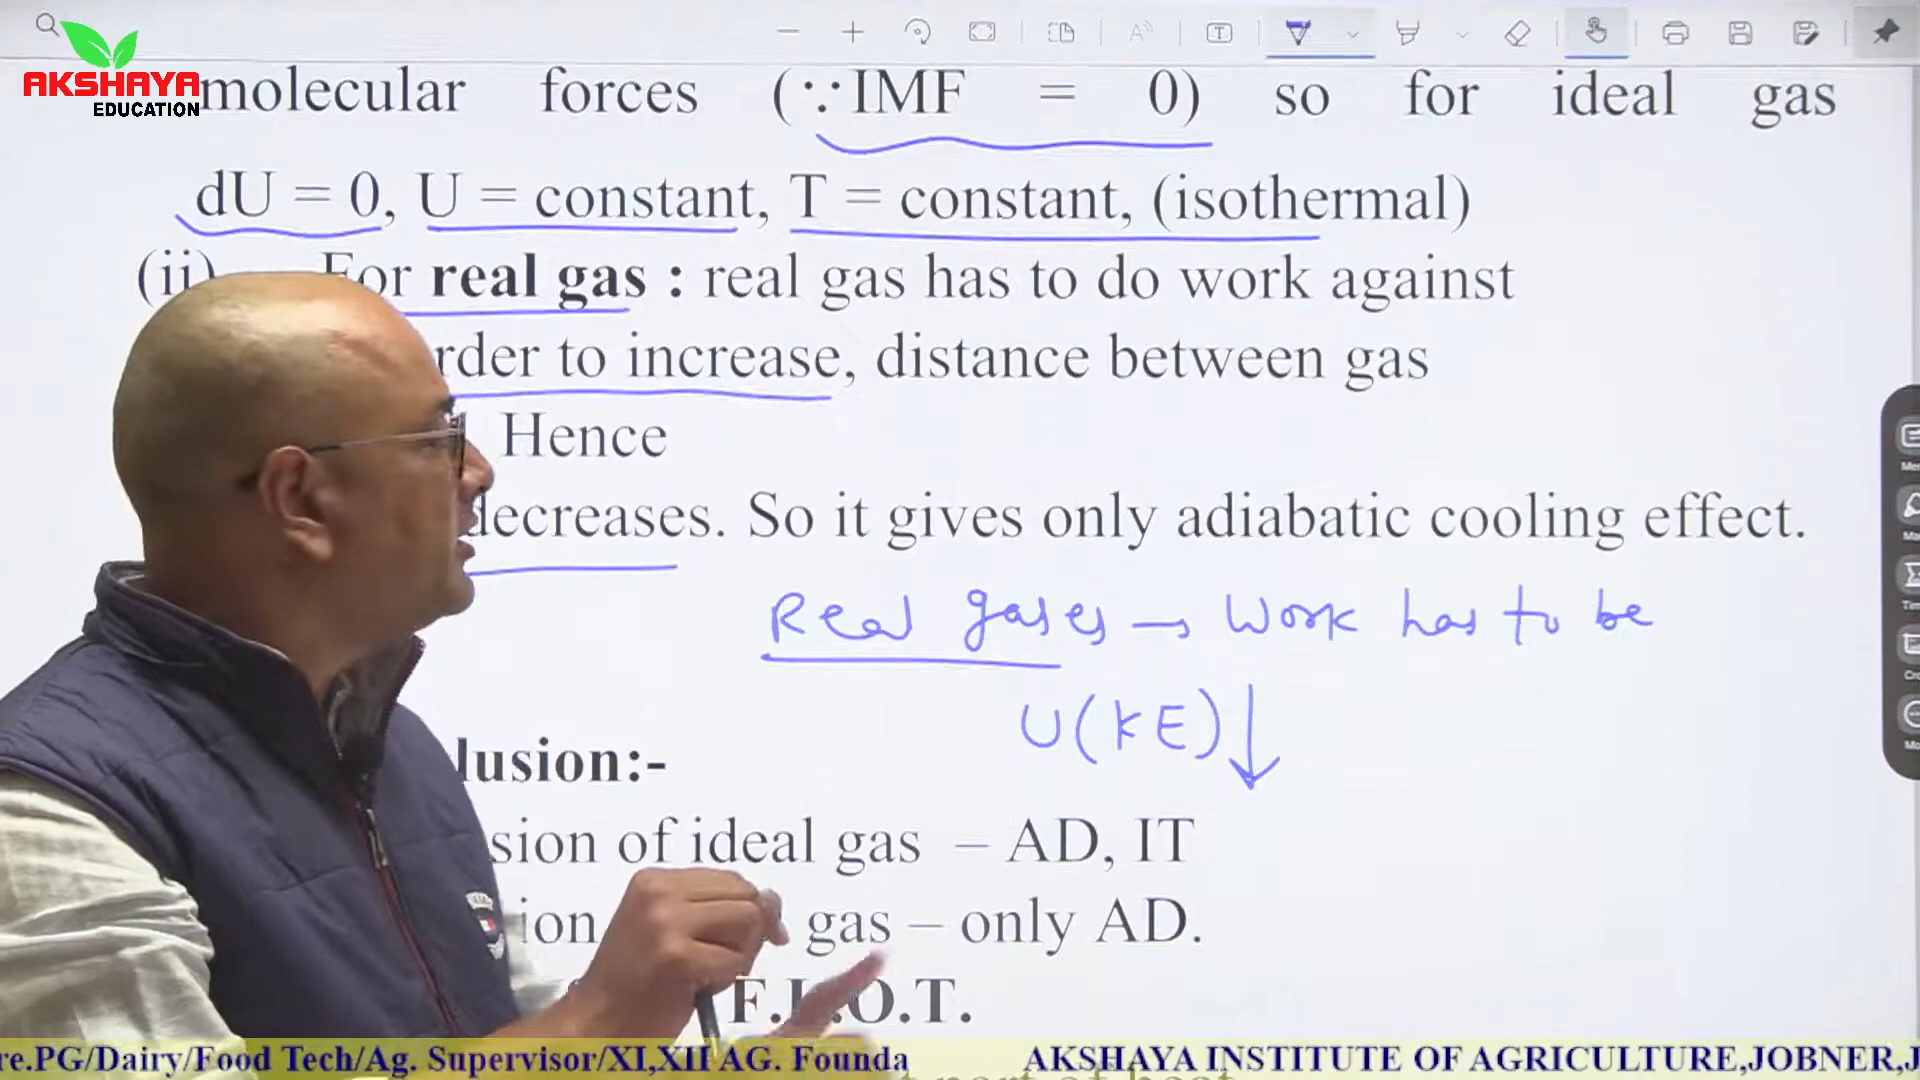 AKSHAYA
EDUCATION
molecular forces (∵IMF = 0) so for ideal gas
dU = 0, U = constant, T = constant, (isothermal)
(ii) For real gas : real gas has to do work against
order to increase, distance between gas
Hence
decreases. So it gives only adiabatic cooling effect.
Real gases → Work has to be
U(KE)↓
lusion:-
sion of ideal gas – AD, IT
ion gas – only AD.
re.PG/Dairy/Food Tech/Ag. Supervisor/XI,XII AG. Founda AKSHAYA INSTITUTE OF AGRICULTURE,JOBNER,J